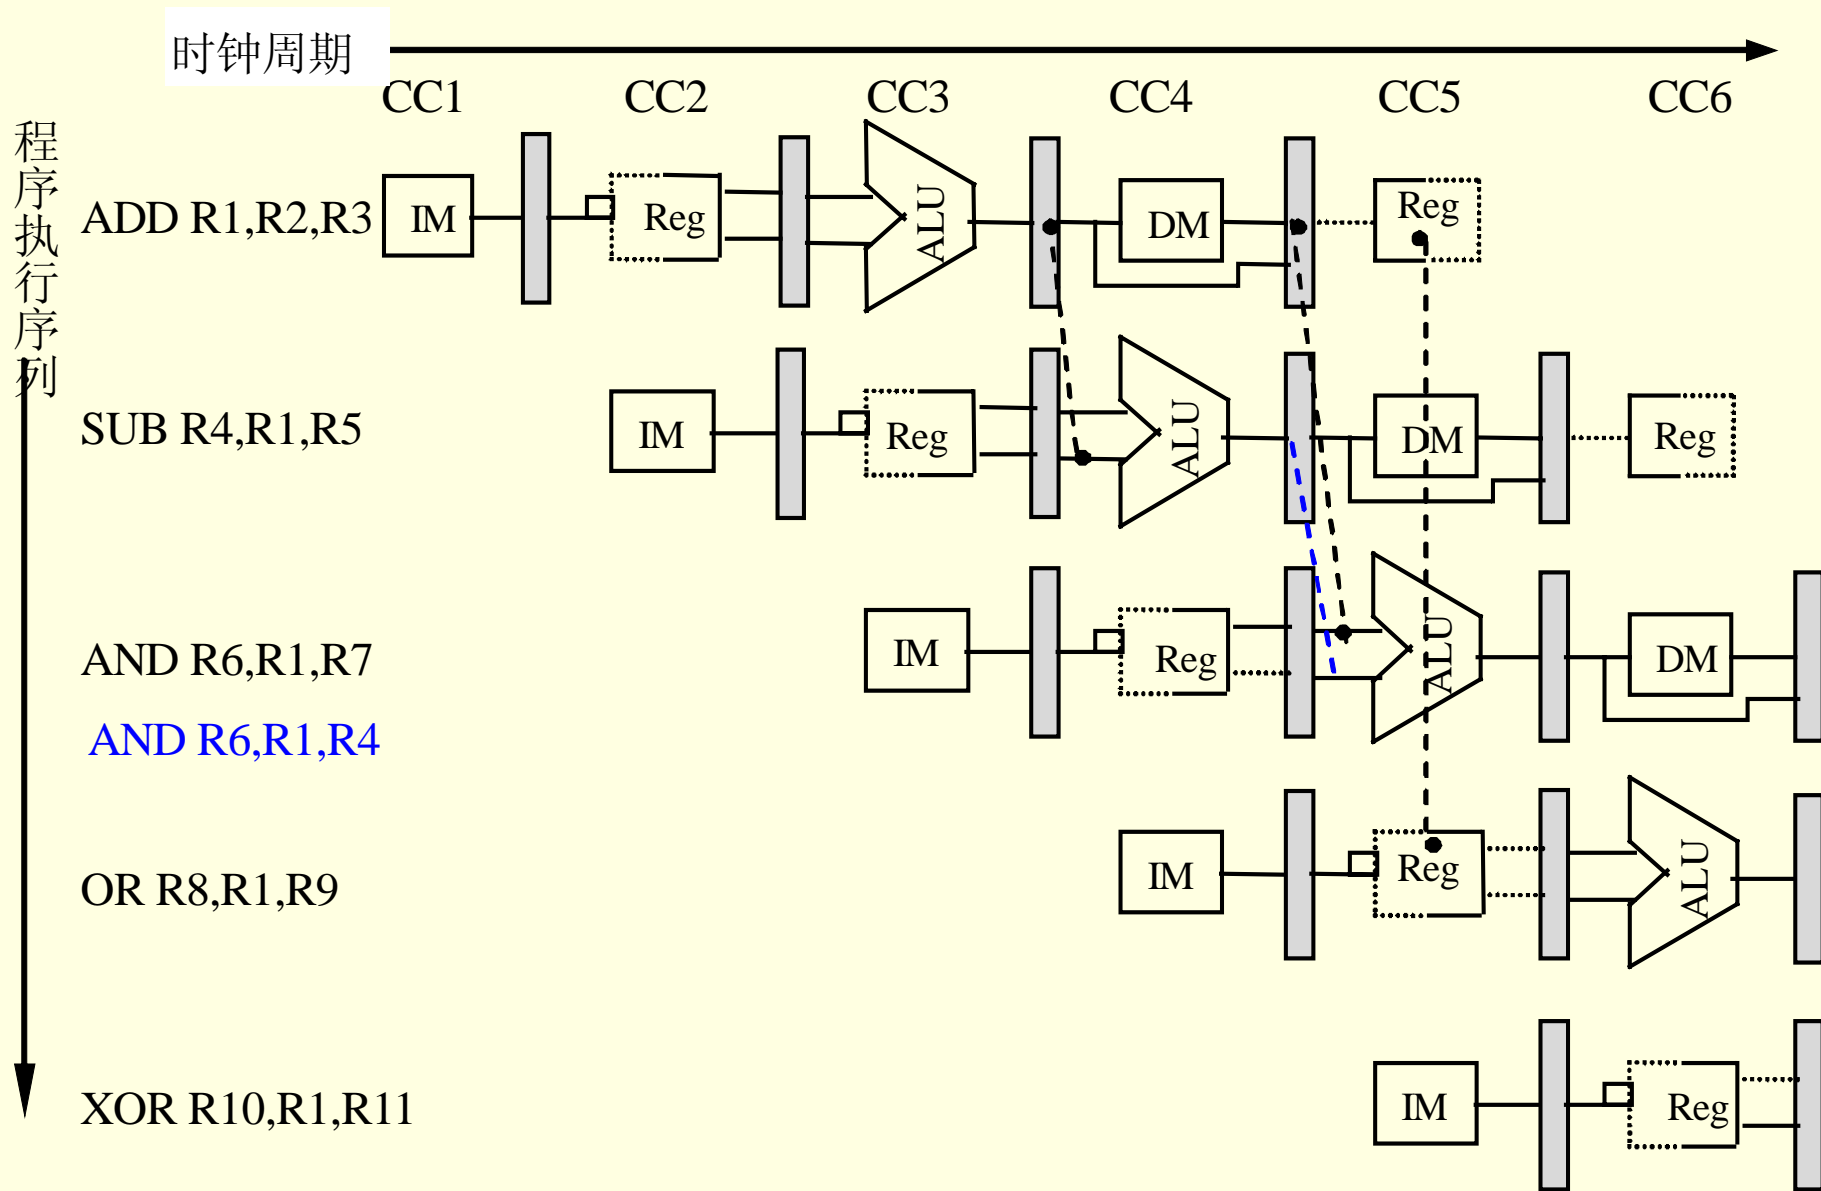 时钟周期
CC1 CC2 CC3 CC4 CC5 CC6
程序执行序列
ADD R1,R2,R3 IM Reg ALU DM Reg
SUB R4,R1,R5 IM Reg ALU DM Reg
AND R6,R1,R7 IM Reg ALU DM
AND R6,R1,R4
OR R8,R1,R9 IM Reg ALU
XOR R10,R1,R11 IM Reg